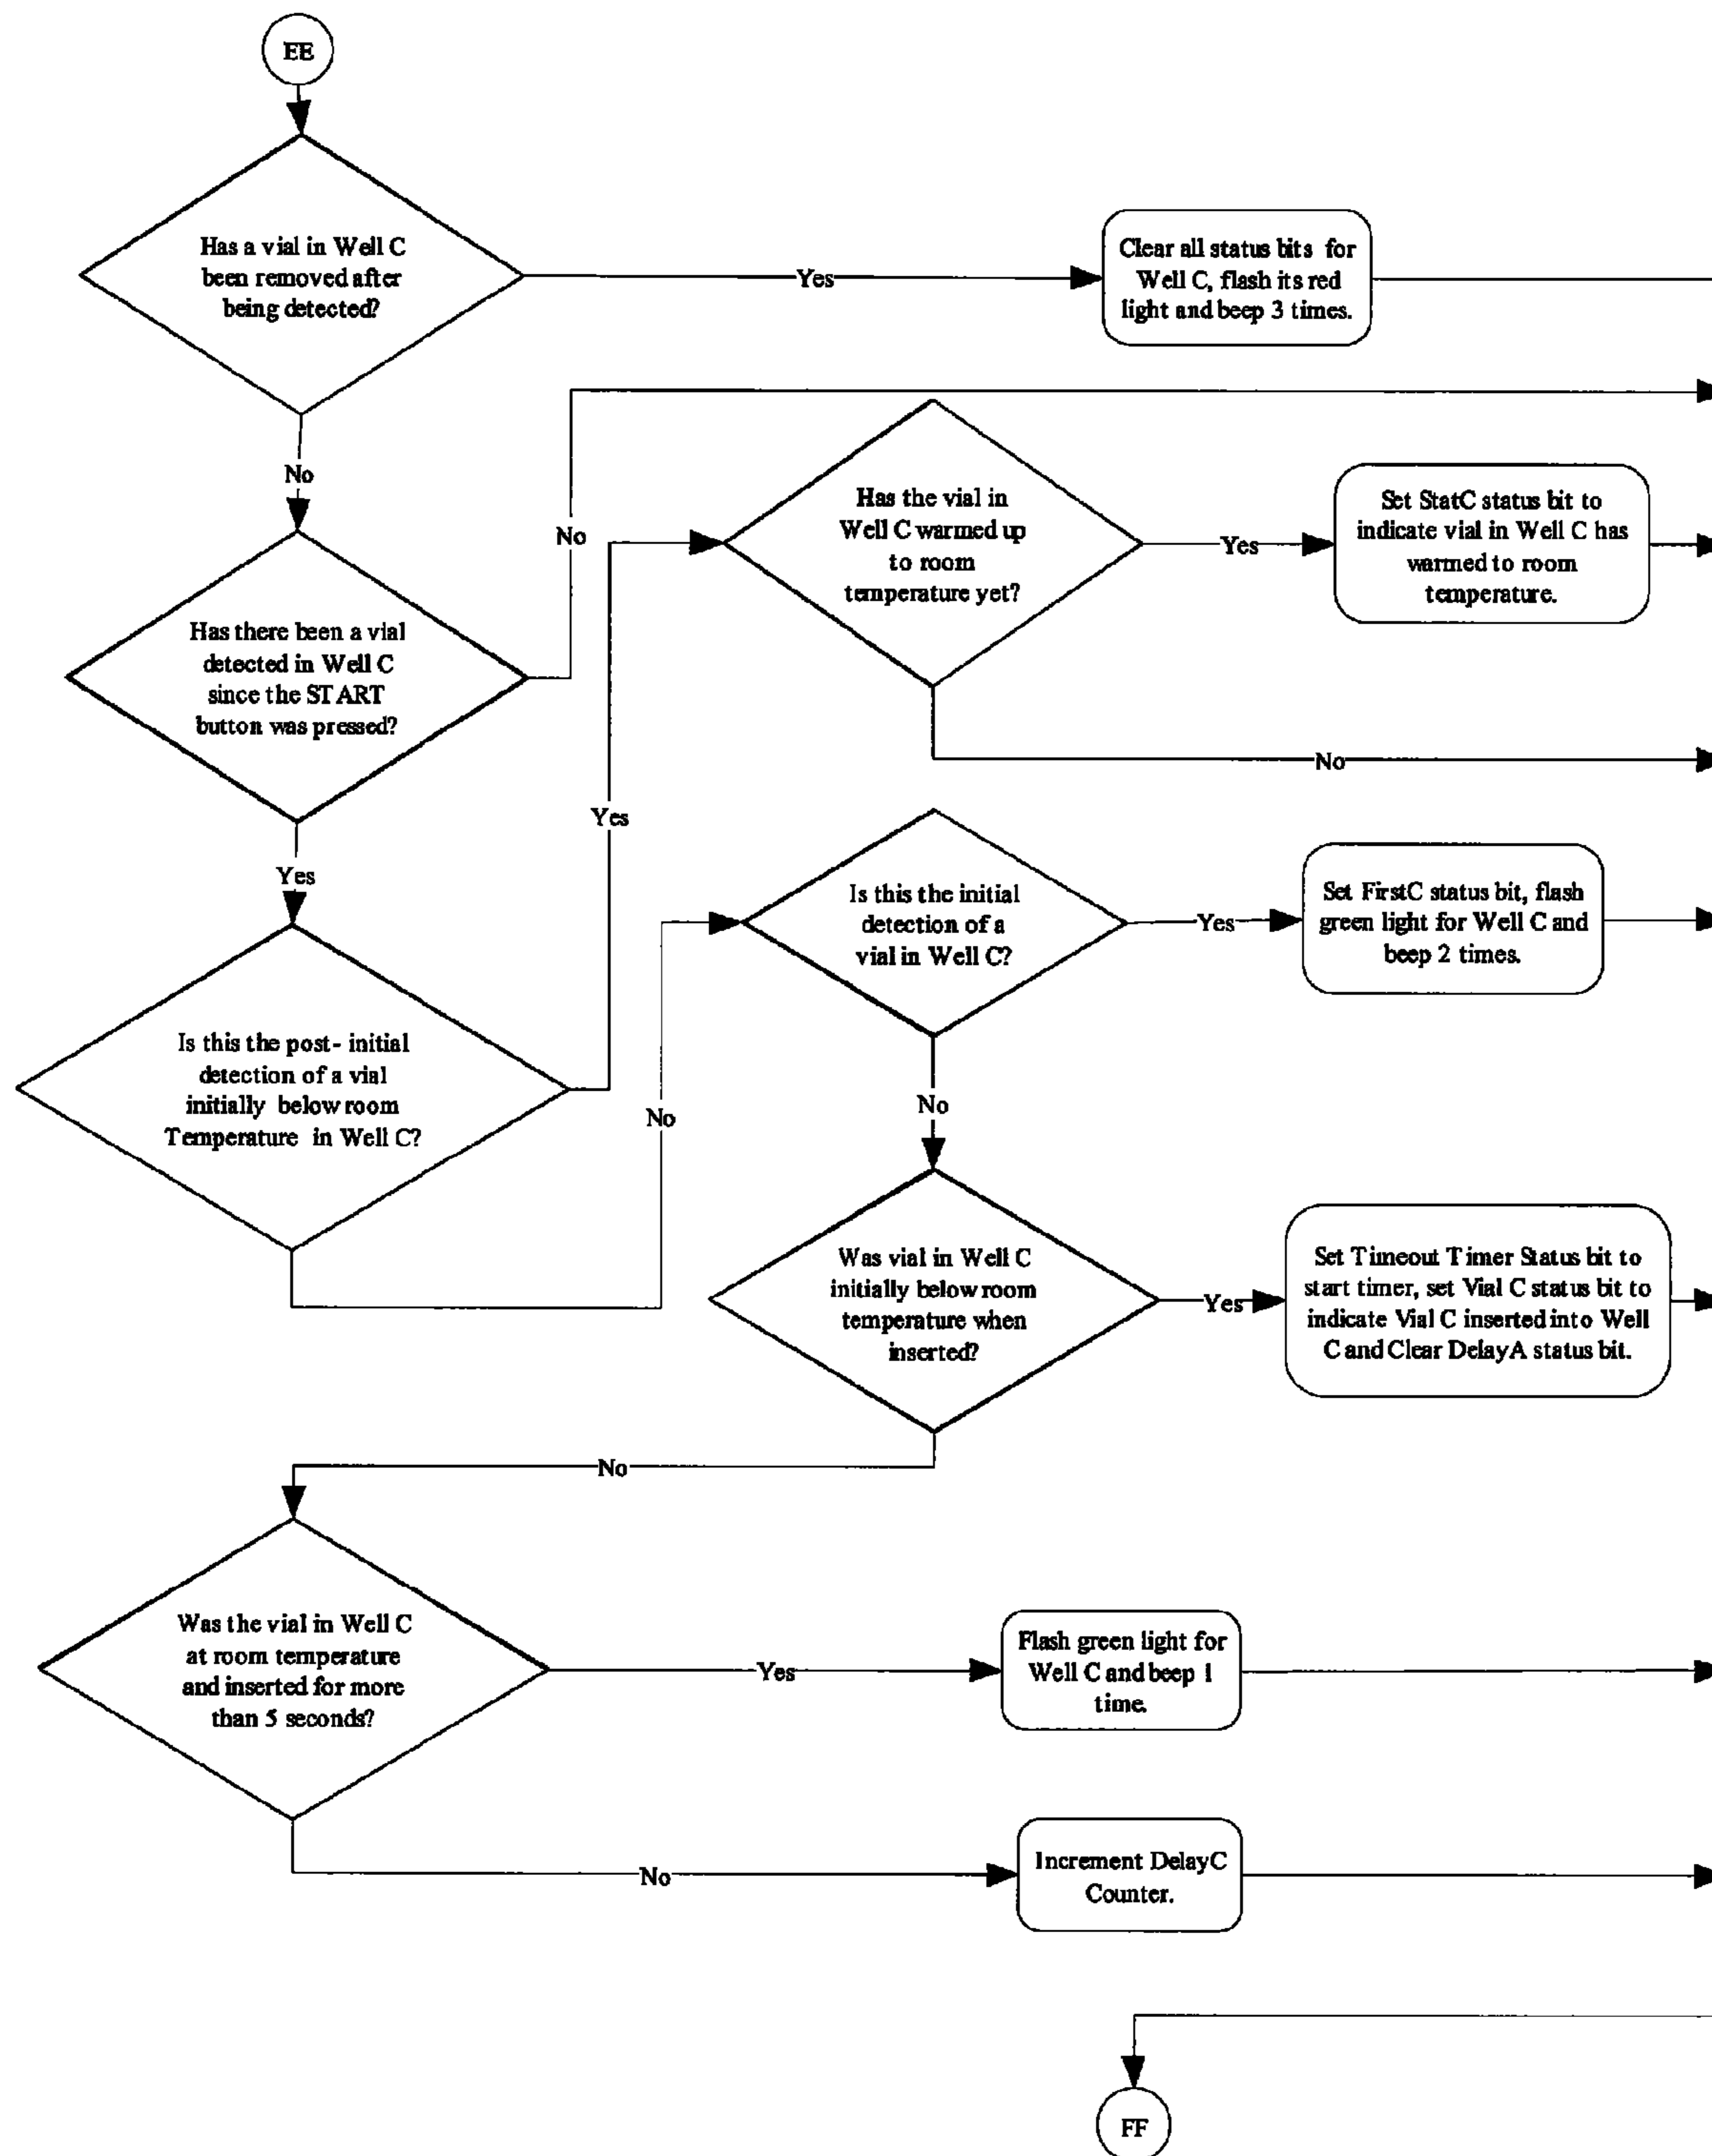 EE
Has a vial in Well C
been removed after
being detected?
Yes
Clear all status bits for
Well C, flash its red
light and beep 3 times.
No
Has there been a vial
detected in Well C
since the START
button was pressed?
No
Has the vial in
Well C warmed up
to room
temperature yet?
Yes
Set StatC status bit to
indicate vial in Well C has
warmed to room
temperature.
No
Yes
Yes
Is this the post- initial
detection of a vial
initially below room
Temperature in Well C?
No
Is this the initial
detection of a
vial in Well C?
Yes
Set FirstC status bit, flash
green light for Well C and
beep 2 times.
No
Was vial in Well C
initially below room
temperature when
inserted?
Yes
Set Timeout Timer Status bit to
start timer, set Vial C status bit to
indicate Vial C inserted into Well
C and Clear DelayA status bit.
No
Was the vial in Well C
at room temperature
and inserted for more
than 5 seconds?
Yes
Flash green light for
Well C and beep 1
time.
No
Increment DelayC
Counter.
FF